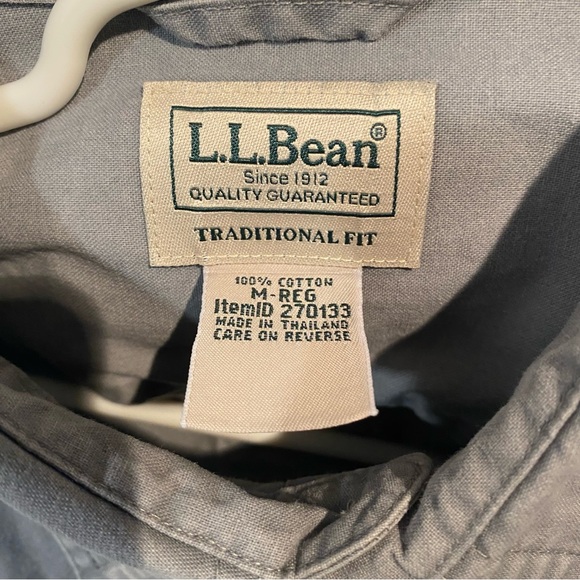 L.L.Bean®
Since 1912
QUALITY GUARANTEED
TRADITIONAL FIT
100% COTTON
M-REG
ItemID 270133
MADE IN THAILAND
CARE ON REVERSE